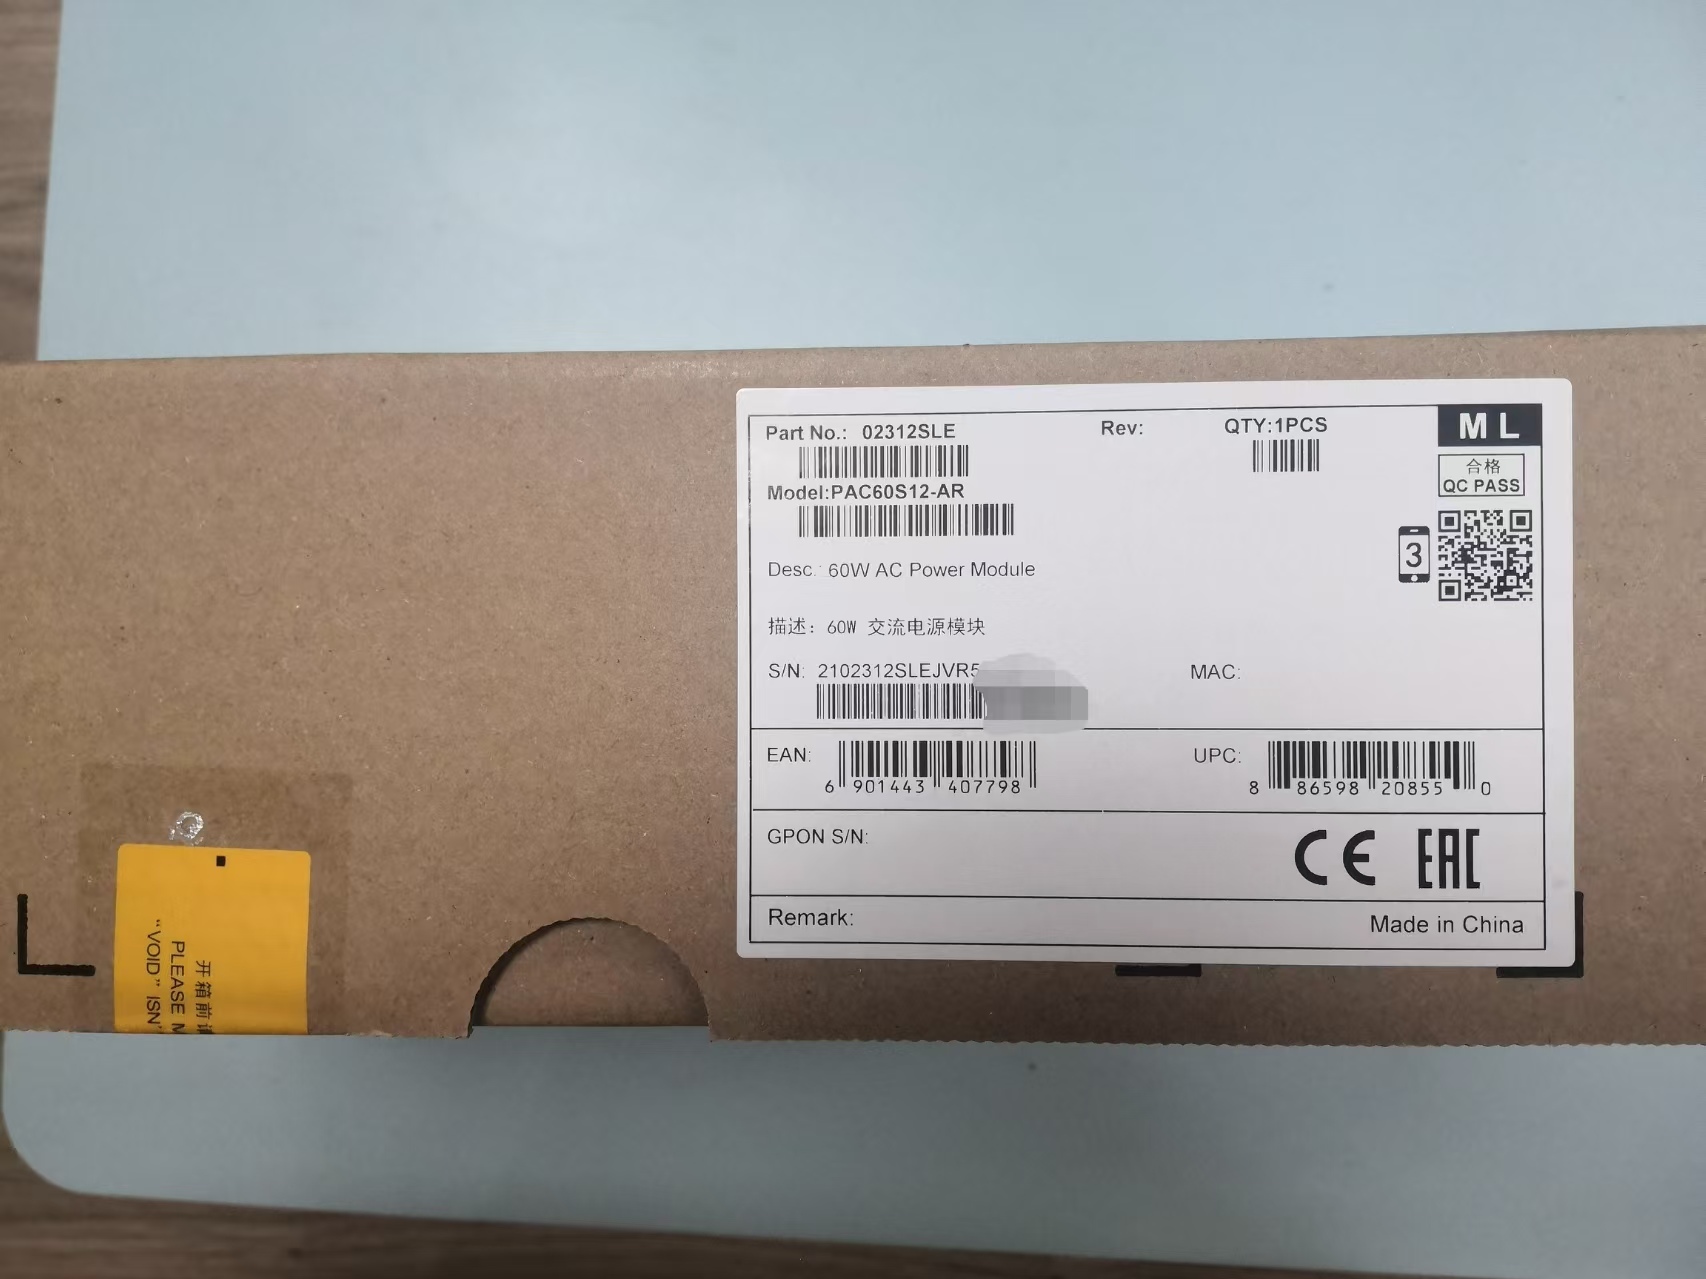 Part No.: 02312SLE
Rev:
QTY:1PCS
ML
Model:PAC60S12-AR
合格
QC PASS
3
Desc.: 60W AC Power Module
描述: 60W 交流电源模块
S/N: 2102312SLEJVR5
MAC:
EAN: 6 901443 407798
UPC: 8 86598 20855 0
GPON S/N:
CE EAC
Remark:
Made in China
开箱前
PLEASE M
"VOID" ISN'